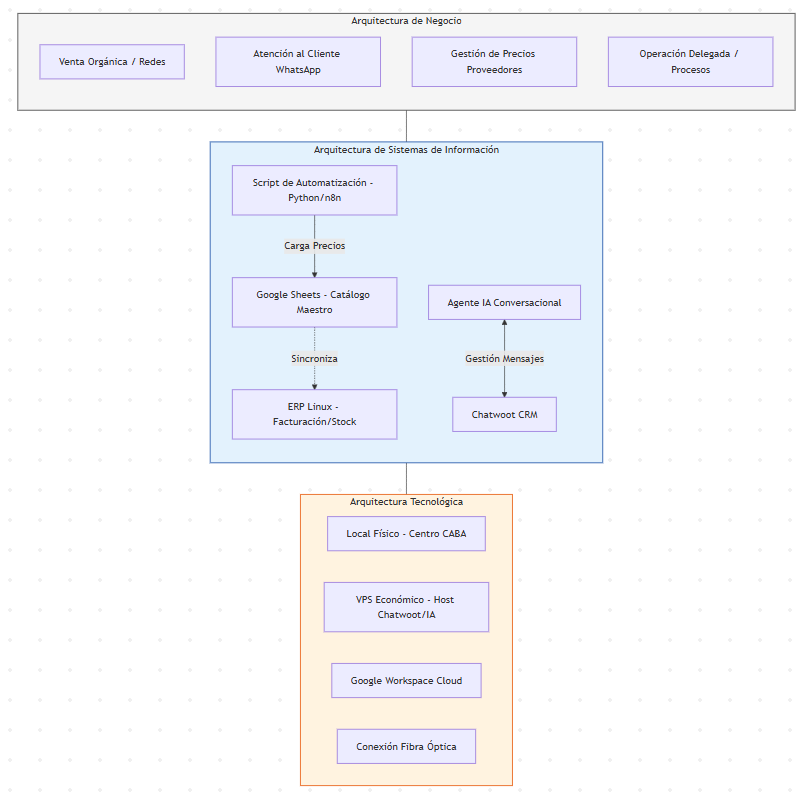 Arquitectura de Negocio
Venta Orgánica / Redes
Atención al Cliente
WhatsApp
Gestión de Precios
Proveedores
Operación Delegada /
Procesos
Arquitectura de Sistemas de Información
Script de Automatización -
Python/n8n
Carga Precios
Google Sheets - Catálogo
Maestro
Sincroniza
ERP Linux -
Facturación/Stock
Agente IA Conversacional
Gestión Mensajes
Chatwoot CRM
Arquitectura Tecnológica
Local Físico - Centro CABA
VPS Económico - Host
Chatwoot/IA
Google Workspace Cloud
Conexión Fibra Óptica